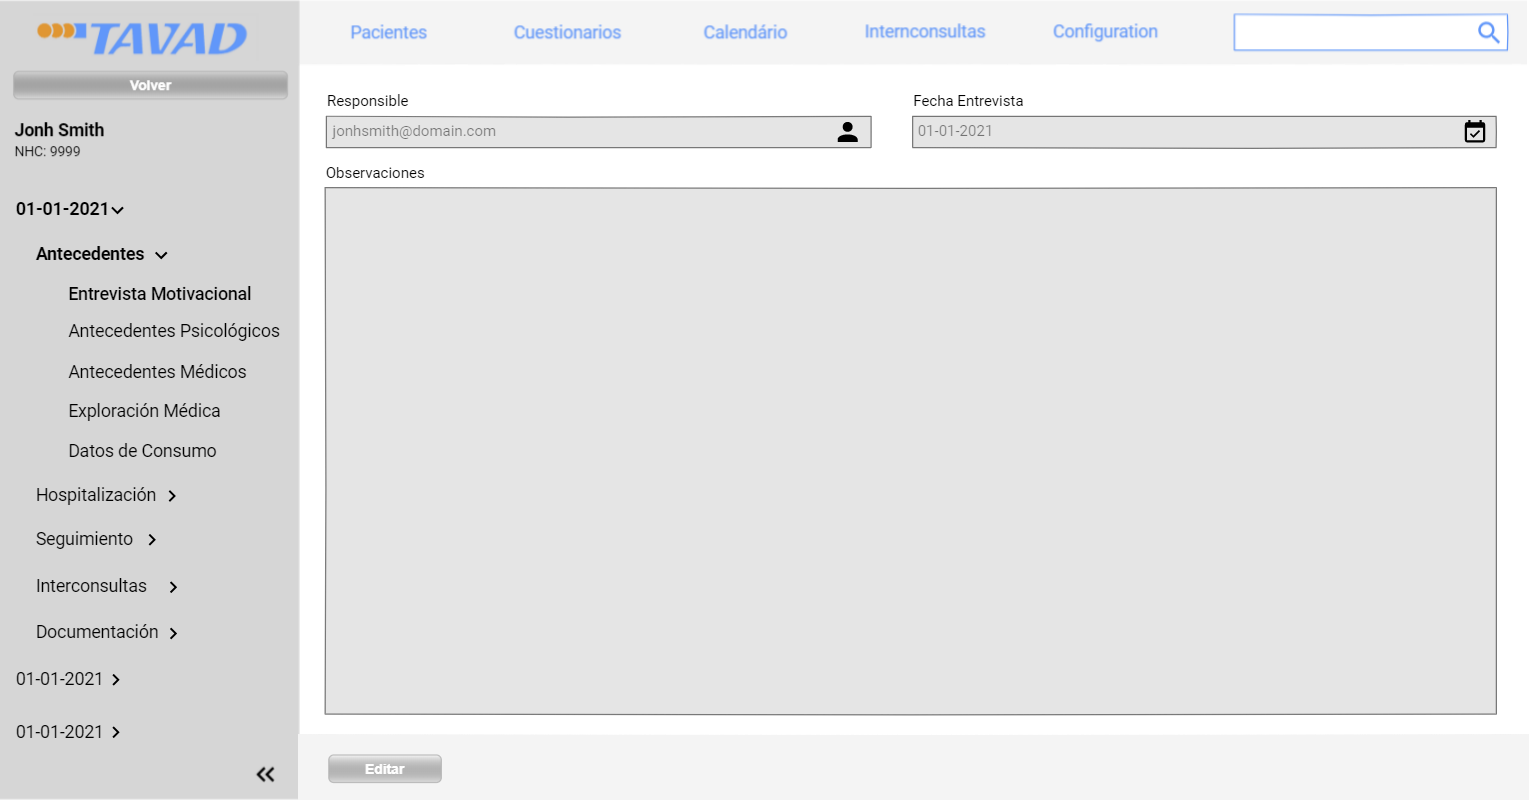 TAVAD
Pacientes
Cuestionarios
Calendário
Internconsultas
Configuration
Volver
Jonh Smith
NHC: 9999
01-01-2021
Antecedentes
Entrevista Motivacional
Antecedentes Psicológicos
Antecedentes Médicos
Exploración Médica
Datos de Consumo
Hospitalización
Seguimiento
Interconsultas
Documentación
01-01-2021
01-01-2021
Responsible
jonhsmith@domain.com
Fecha Entrevista
01-01-2021
Observaciones
Editar